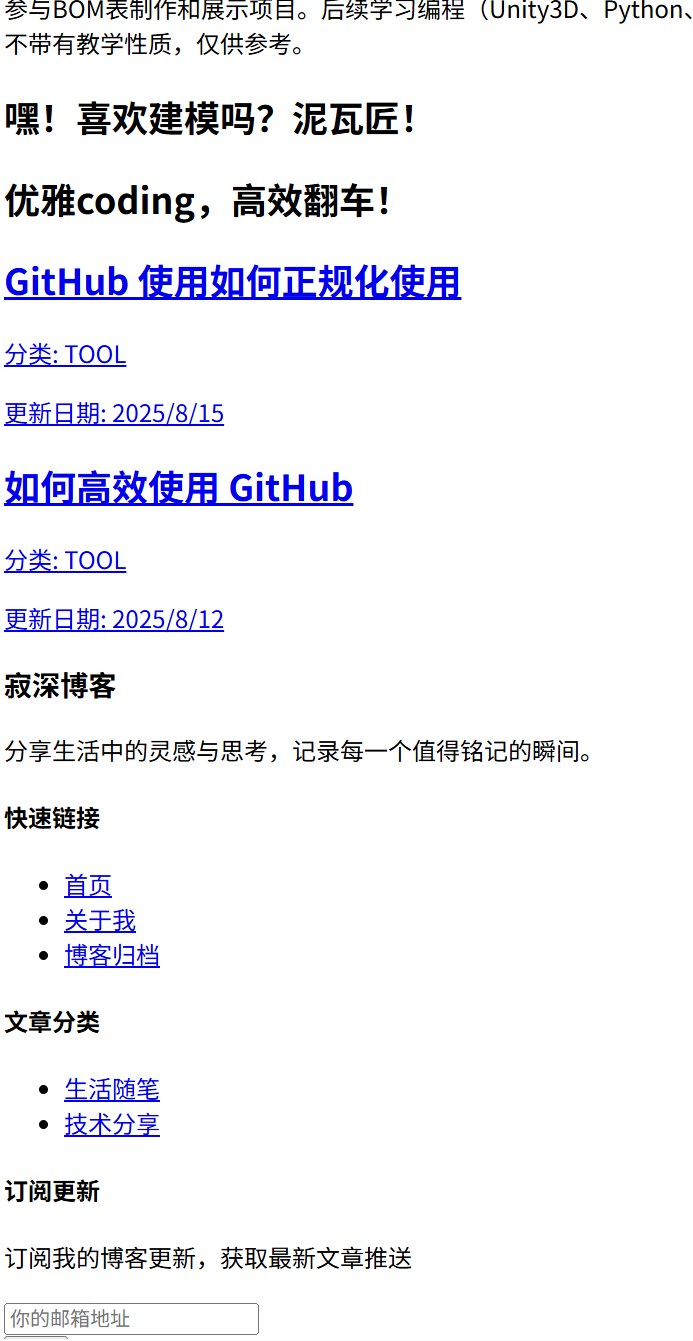 参与BOM表制作和展示项目。后续学习编程（Unity3D、Python、
不带有教学性质，仅供参考。
嘿！喜欢建模吗？泥瓦匠！
优雅coding，高效翻车！
GitHub 使用如何正规化使用
分类: TOOL
更新日期: 2025/8/15
如何高效使用 GitHub
分类: TOOL
更新日期: 2025/8/12
寂深博客
分享生活中的灵感与思考，记录每一个值得铭记的瞬间。
快速链接
首页
关于我
博客归档
文章分类
生活随笔
技术分享
订阅更新
订阅我的博客更新，获取最新文章推送
你的邮箱地址